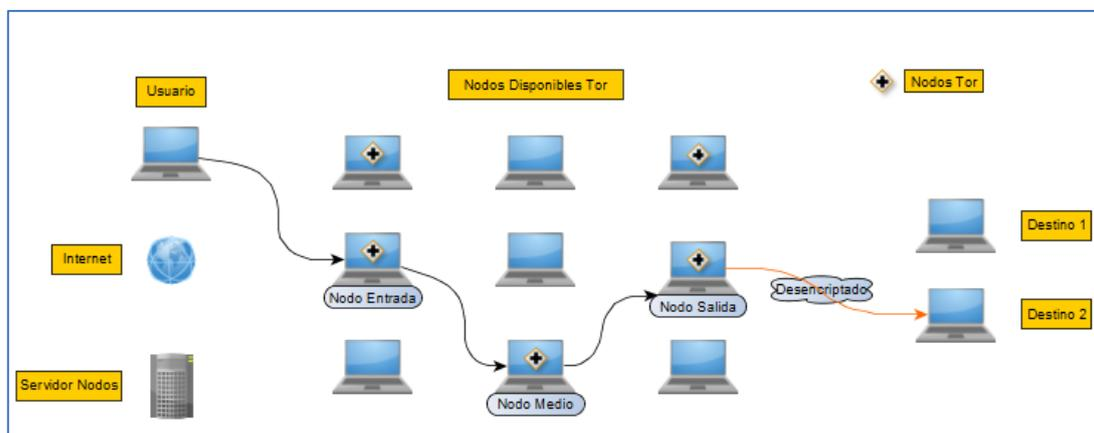 Usuario
Nodos Disponibles Tor
Nodos Tor
Internet
Nodo Entrada
Nodo Salida
Desencriptado
Destino 1
Destino 2
Servidor Nodos
Nodo Medio